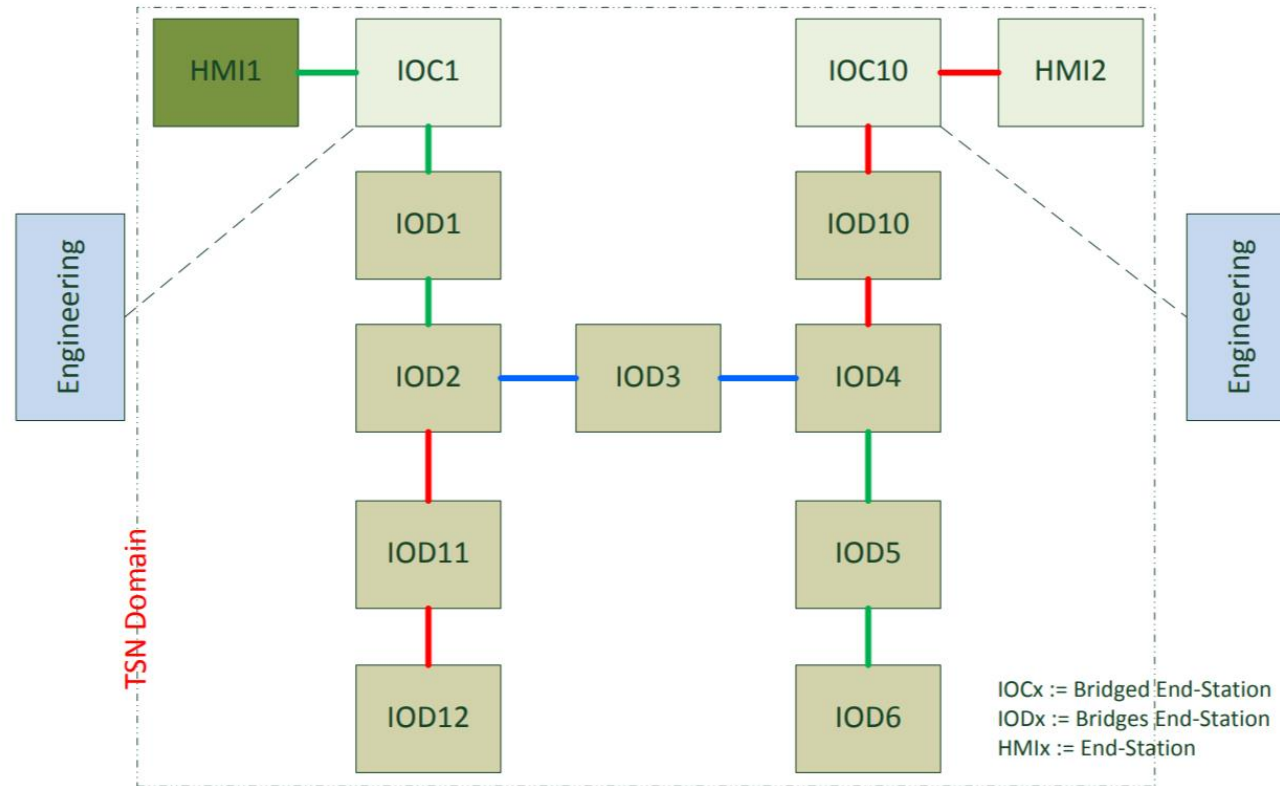 HMI1
IOC1
IOC10
HMI2
IOD1
IOD10
Engineering
IOD2
IOD3
IOD4
Engineering
IOD11
IOD5
TSN Domain
IOD12
IOD6
IOCx := Bridged End-Station
IODx := Bridges End-Station
HMIx := End-Station